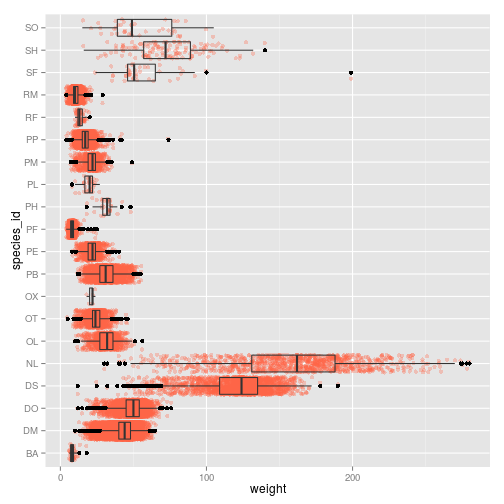 SO
SH
SF
RM
RF
PP
PM
PL
PH
PF
PE
PB
OX
OT
OL
NL
DS
DO
DM
BA
species_id
0 100 200
weight